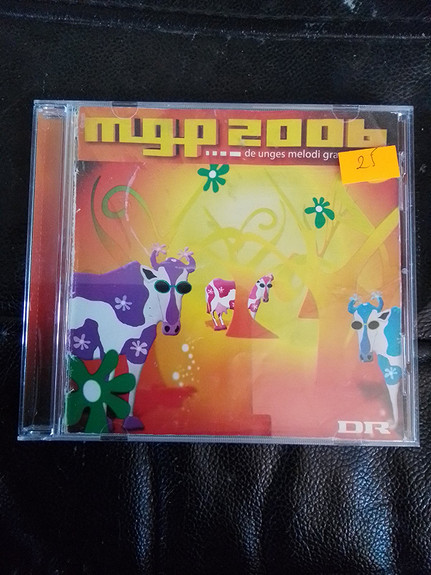 mgp 2006
de unges melodi gra
25
DR